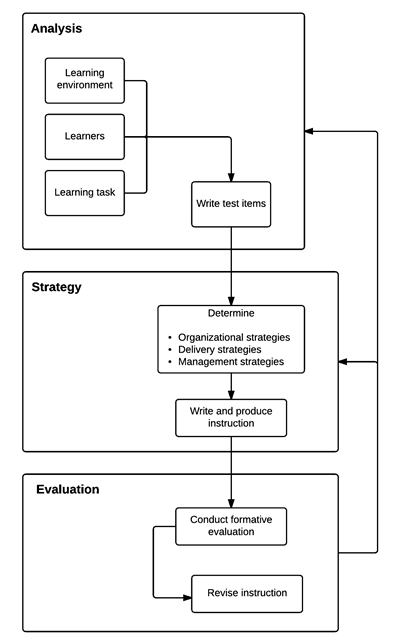 Analysis
Learning
environment
Learners
Learning task
Write test items
Strategy
Determine
• Organizational strategies
• Delivery strategies
• Management strategies
Write and produce
instruction
Evaluation
Conduct formative
evaluation
Revise instruction